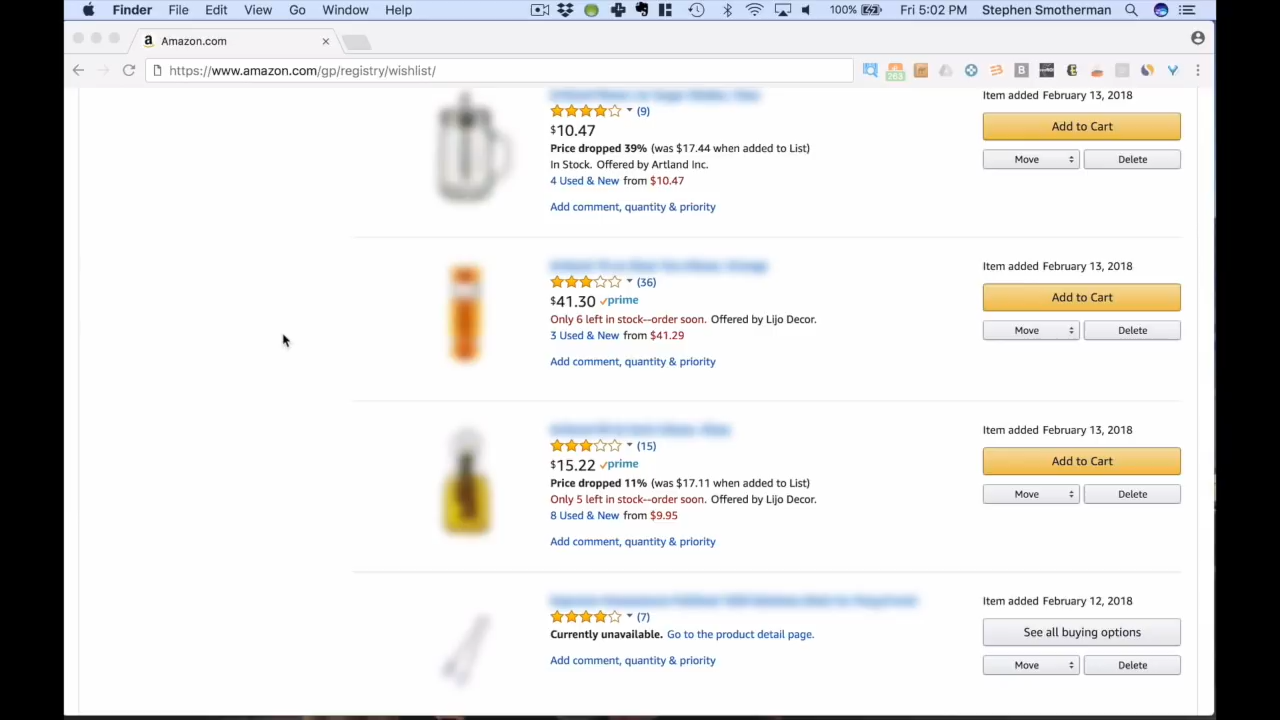 Finder File Edit View Go Window Help 100% Fri 5:02 PM Stephen Smotherman
a Amazon.com
https://www.amazon.com/gp/registry/wishlist/
263
(9)
Item added February 13, 2018
$10.47
Add to Cart
Price dropped 39% (was $17.44 when added to List)
In Stock. Offered by Artland Inc.
Move Delete
4 Used & New from $10.47
Add comment, quantity & priority
Item added February 13, 2018
(36)
$41.30 prime
Add to Cart
Only 6 left in stock--order soon. Offered by Lijo Decor.
3 Used & New from $41.29
Move Delete
Add comment, quantity & priority
Item added February 13, 2018
(15)
$15.22 prime
Add to Cart
Price dropped 11% (was $17.11 when added to List)
Only 5 left in stock--order soon. Offered by Lijo Decor.
Move Delete
8 Used & New from $9.95
Add comment, quantity & priority
Item added February 12, 2018
(7)
Currently unavailable. Go to the product detail page.
See all buying options
Add comment, quantity & priority
Move Delete